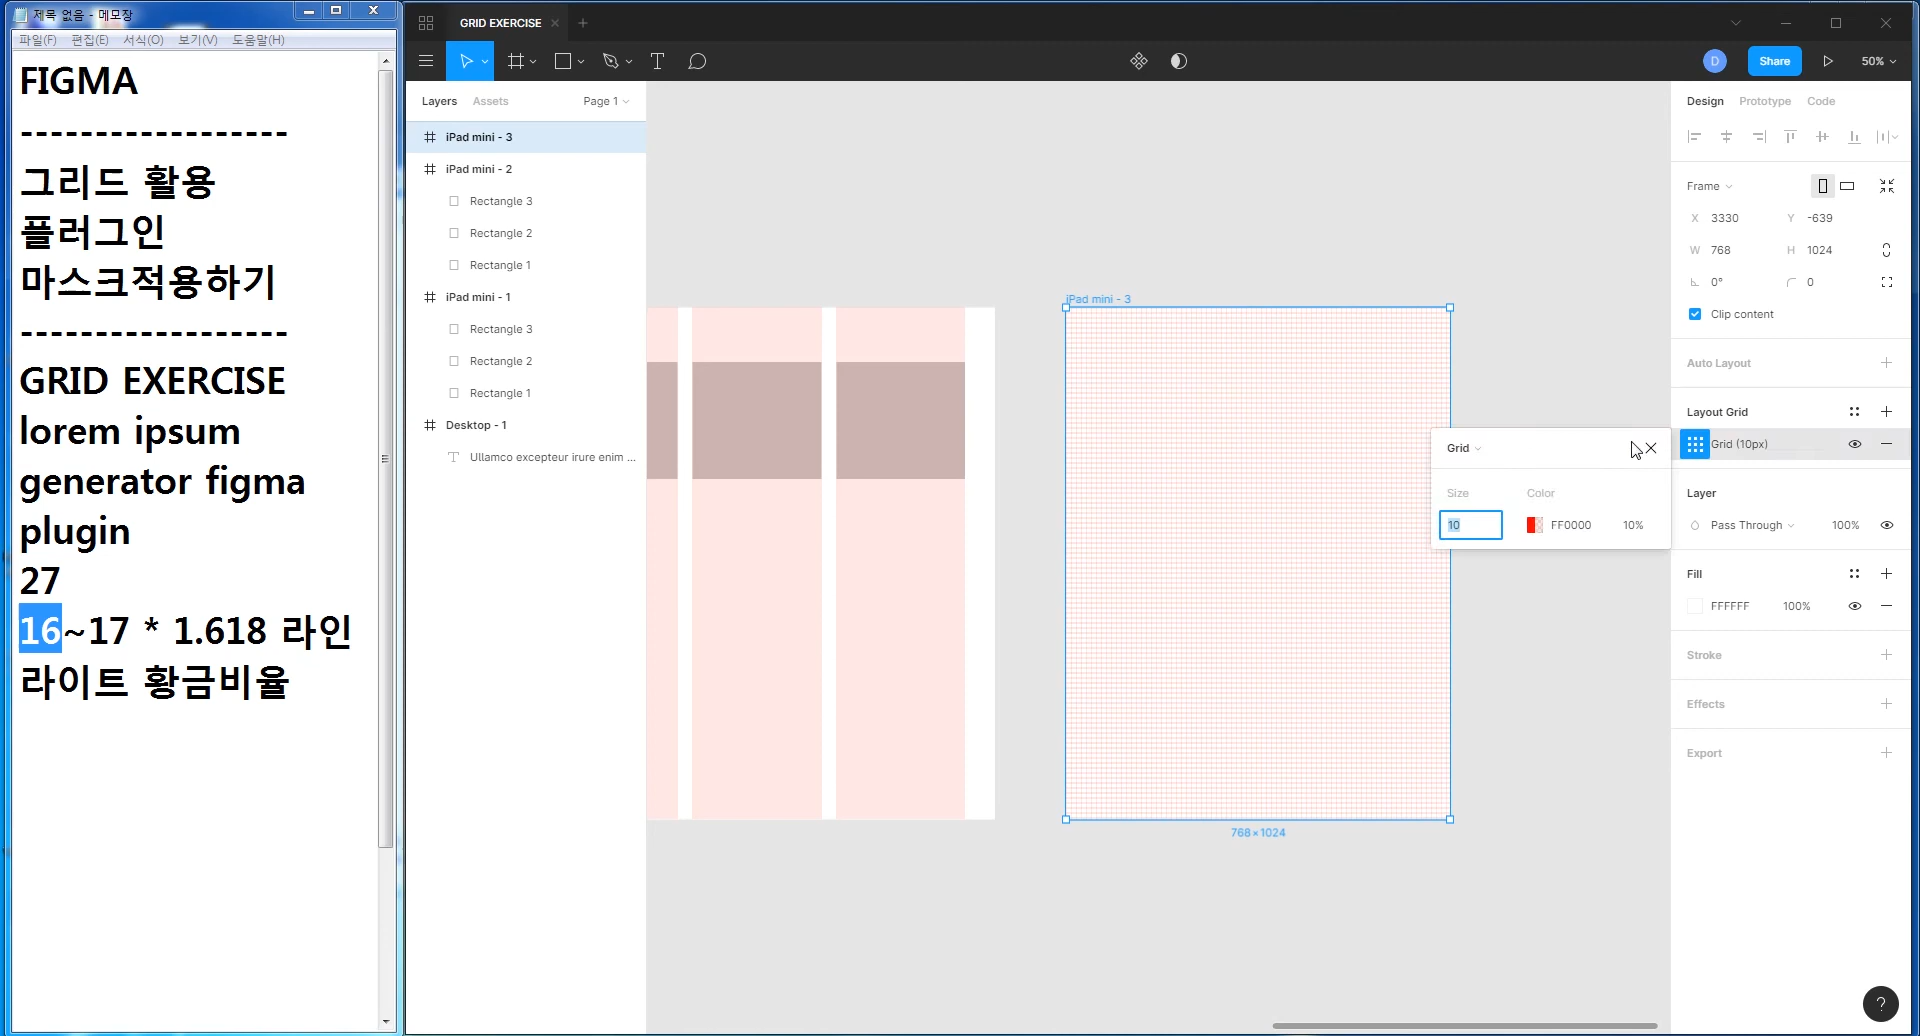 제목 없음 - 메모장
파일(F) 편집(E) 서식(O) 보기(V) 도움말(H)
FIGMA
------------------
그리드 활용
플러그인
마스크적용하기
------------------
GRID EXERCISE
lorem ipsum
generator figma
plugin
27
16~17 * 1.618 라인
라이트 황금비율
GRID EXERCISE
D
Share
50%
Layers Assets Page 1
iPad mini - 3
iPad mini - 2
Rectangle 3
Rectangle 2
Rectangle 1
iPad mini - 1
Rectangle 3
Rectangle 2
Rectangle 1
Desktop - 1
Ullamco excepteur irure enim ...
iPad mini - 3
768 × 1024
Grid
Size Color
10 FF0000 10%
Design Prototype Code
Frame
X 3330 Y -639
W 768 H 1024
0° 0
Clip content
Auto Layout
Layout Grid
Grid (10px)
Layer
Pass Through 100%
Fill
FFFFFF 100%
Stroke
Effects
Export
?